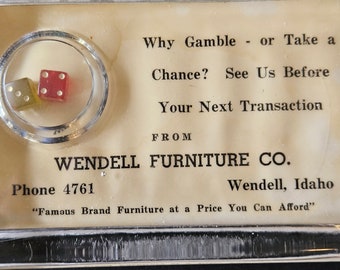 Why Gamble - or Take a
Chance? See Us Before
Your Next Transaction
FROM
WENDELL FURNITURE CO.
Phone 4761 Wendell, Idaho
"Famous Brand Furniture at a Price You Can Afford"